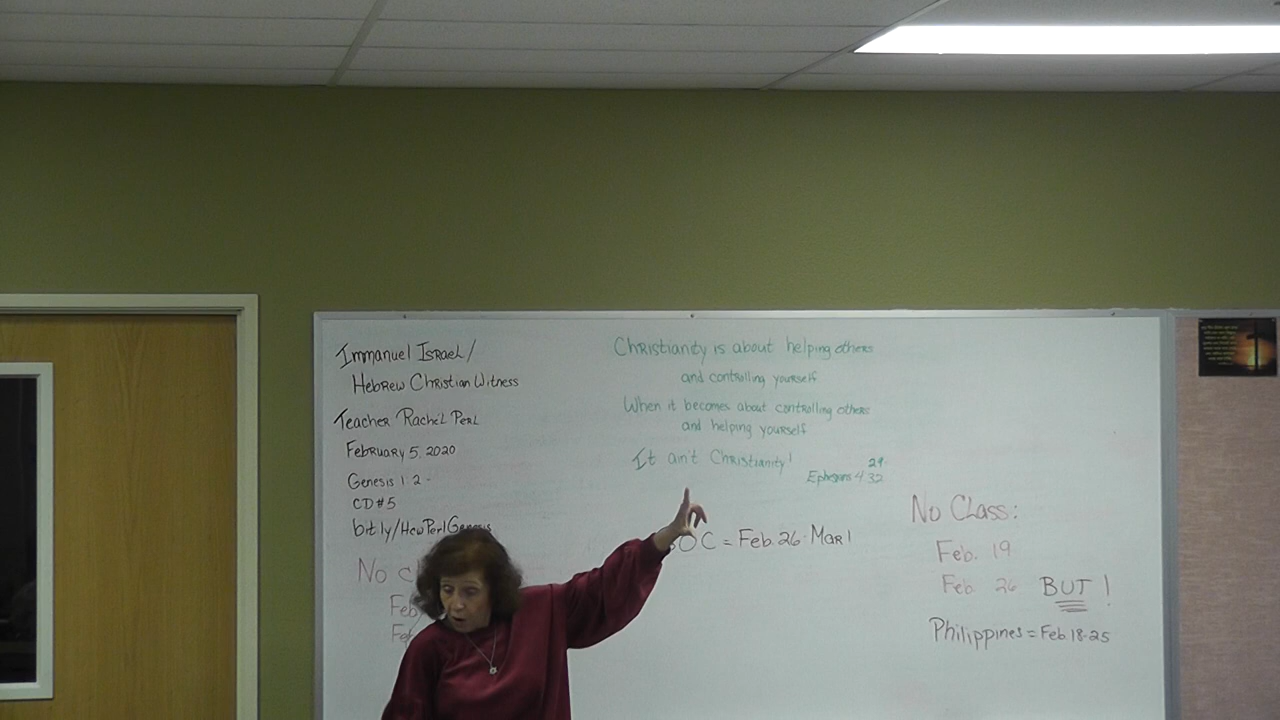 Immanuel Israel/
Hebrew Christian Witness
Teacher Rachel Perl
February 5, 2020
Genesis 1:2-
CD#5
bit.ly/HcwPerlGenesis
No
Christianity is about helping others
and controlling yourself
When it becomes about controlling others
and helping yourself
It ain't Christianity!
29
Ephesians 4:32
OC = Feb. 26-Mar 1
No Class:
Feb. 19
Feb. 26 BUT!
Philippines = Feb. 18-25